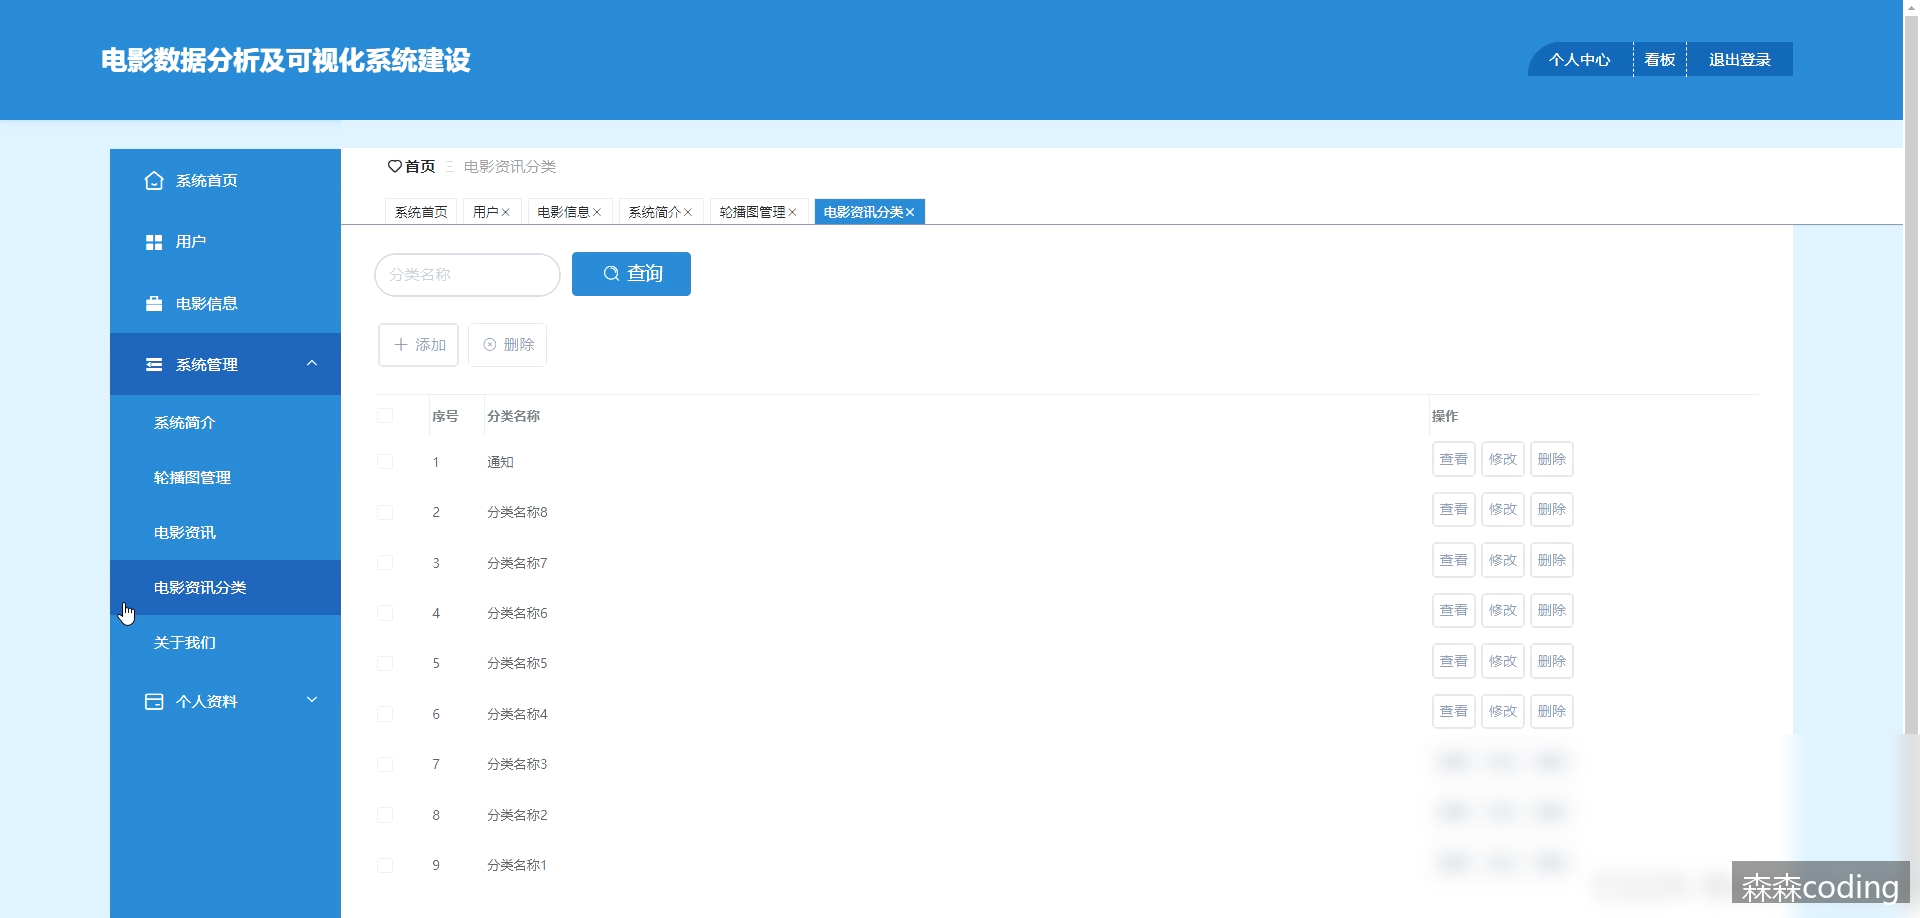 电影数据分析及可视化系统建设
个人中心 看板 退出登录
系统首页
用户
电影信息
系统管理
系统简介
轮播图管理
电影资讯
电影资讯分类
关于我们
个人资料
首页 电影资讯分类
系统首页 用户 电影信息 系统简介 轮播图管理 电影资讯分类
分类名称 查询
添加 删除
序号 分类名称 操作
1 通知 查看 修改 删除
2 分类名称8 查看 修改 删除
3 分类名称7 查看 修改 删除
4 分类名称6 查看 修改 删除
5 分类名称5 查看 修改 删除
6 分类名称4 查看 修改 删除
7 分类名称3
8 分类名称2
9 分类名称1
森森coding